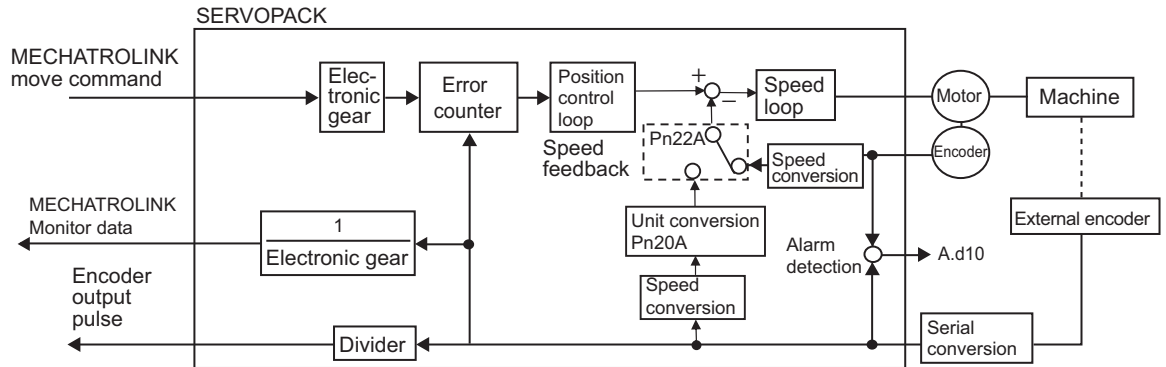 SERVOPACK
MECHATROLINK
move command
Elec-
tronic
gear
Error
counter
Position
control
loop
+
−
Speed
loop
Motor
Machine
Encoder
Speed
feedback
Pn22A
Speed
conversion
MECHATROLINK
Monitor data
1
Electronic gear
Unit conversion
Pn20A
Alarm
detection
A.d10
External encoder
Encoder
output
pulse
Divider
Speed
conversion
Serial
conversion